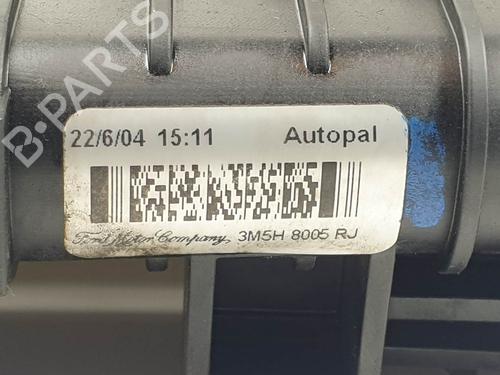 B-PARTS
22/6/04 15:11 Autopal
Ford Motor Company 3M5H 8005 RJ